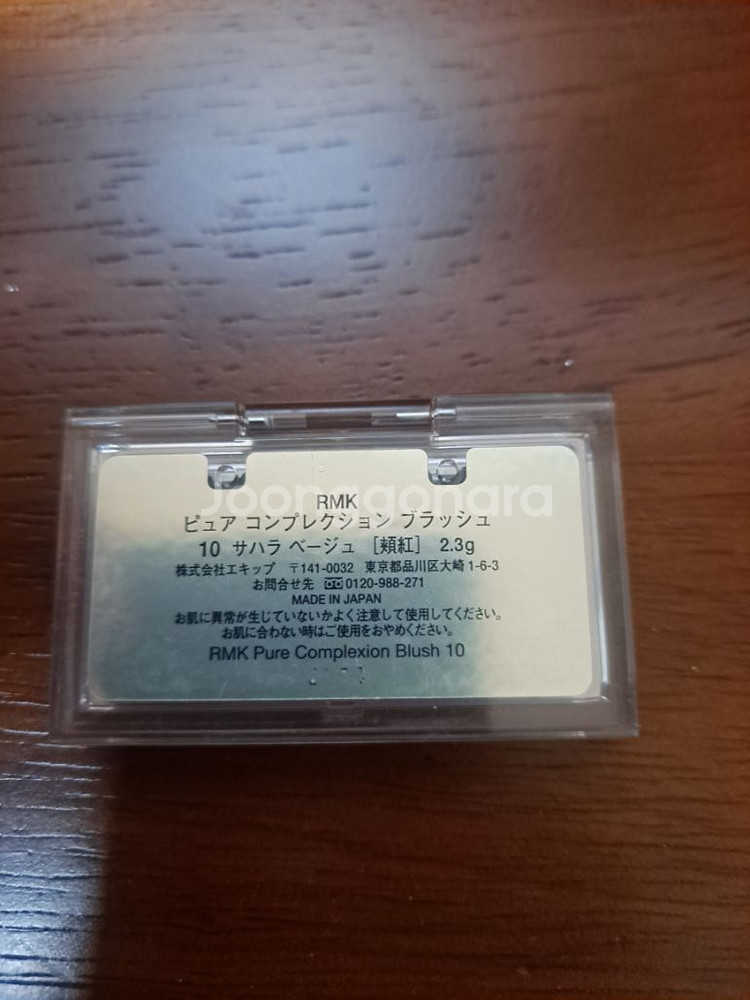 Joonggonara
RMK
ピュア コンプレクション ブラッシュ
10 サハラ ベージュ [頬紅] 2.3g
株式会社エキップ 〒141-0032 東京都品川区大崎1-6-3
お問合せ先 0120-988-271
MADE IN JAPAN
お肌に異常が生じていないかよく注意して使用してください。
お肌に合わない時はご使用をおやめください。
RMK Pure Complexion Blush 10